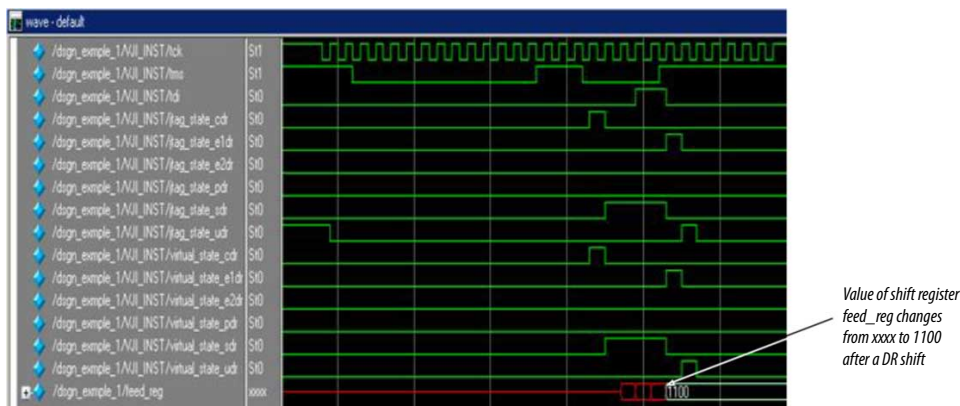 wave - default
/dsgn_exmple_1/VJI_INST/tck St1
/dsgn_exmple_1/VJI_INST/tms St1
/dsgn_exmple_1/VJI_INST/tdi St0
/dsgn_exmple_1/VJI_INST/jtag_state_cdr St0
/dsgn_exmple_1/VJI_INST/jtag_state_e1dr St0
/dsgn_exmple_1/VJI_INST/jtag_state_e2dr St0
/dsgn_exmple_1/VJI_INST/jtag_state_pdr St0
/dsgn_exmple_1/VJI_INST/jtag_state_sdr St0
/dsgn_exmple_1/VJI_INST/jtag_state_udr St0
/dsgn_exmple_1/VJI_INST/virtual_state_cdr St0
/dsgn_exmple_1/VJI_INST/virtual_state_e1dr St0
/dsgn_exmple_1/VJI_INST/virtual_state_e2dr St0
/dsgn_exmple_1/VJI_INST/virtual_state_pdr St0
/dsgn_exmple_1/VJI_INST/virtual_state_sdr St0
/dsgn_exmple_1/VJI_INST/virtual_state_udr St0
/dsgn_exmple_1/feed_reg xxxx 1100
Value of shift register
feed_reg changes
from xxx to 1100
after a DR shift